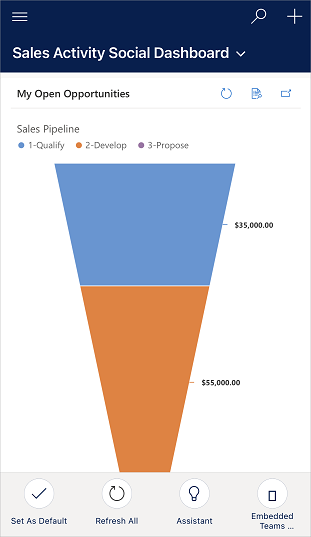 Sales Activity Social Dashboard
My Open Opportunities
Sales Pipeline
1-Qualify 2-Develop 3-Propose
$35,000.00
$55,000.00
Set As Default Refresh All Assistant Embedded
Teams ...